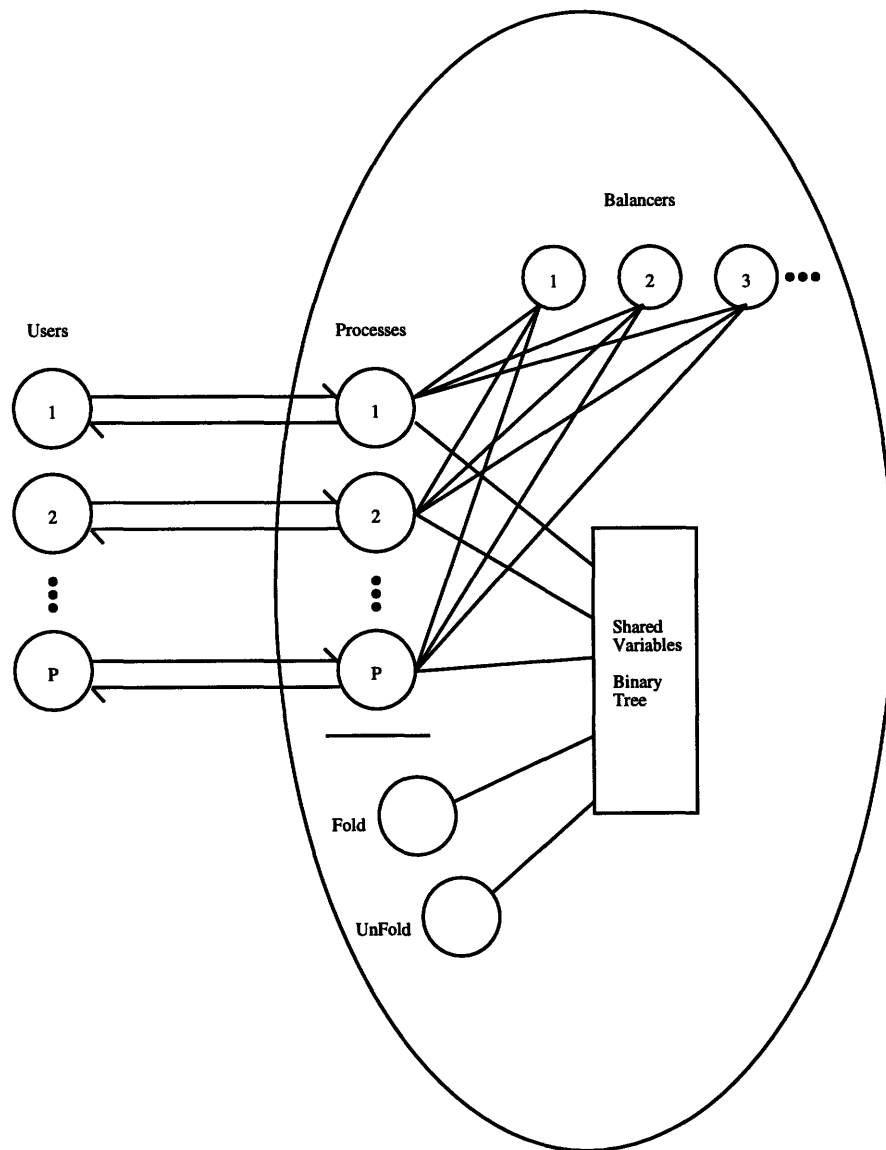 Balancers
1 2 3 •••
Users Processes
1 1
2 2
P P
Shared
Variables
Binary
Tree
Fold
UnFold